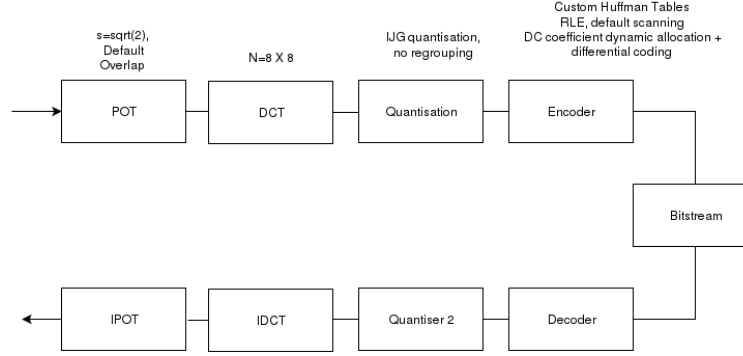 Custom Huffman Tables
RLE, default scanning
DC coefficient dynamic allocation +
differential coding
s=sqrt(2),
Default
Overlap
N=8 X 8
IJG quantisation,
no regrouping
POT
DCT
Quantisation
Encoder
Bitstream
IPOT
IDCT
Quantiser 2
Decoder